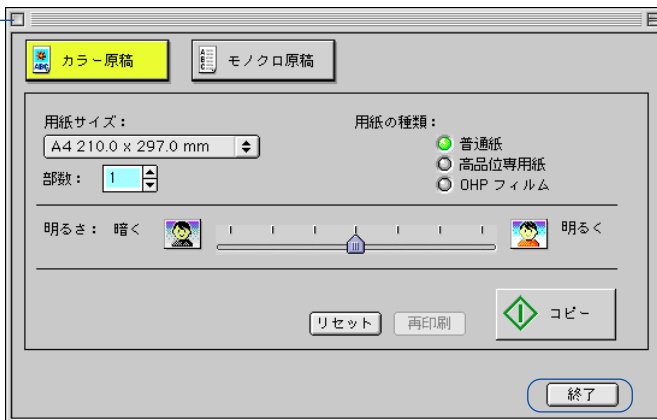 カラー原稿 モノクロ原稿
用紙サイズ： 用紙の種類：
A4 210.0 x 297.0 mm 普通紙
高品位専用紙
部数： 1 OHP フィルム
明るさ： 暗く 明るく
リセット 再印刷 コピー
終了